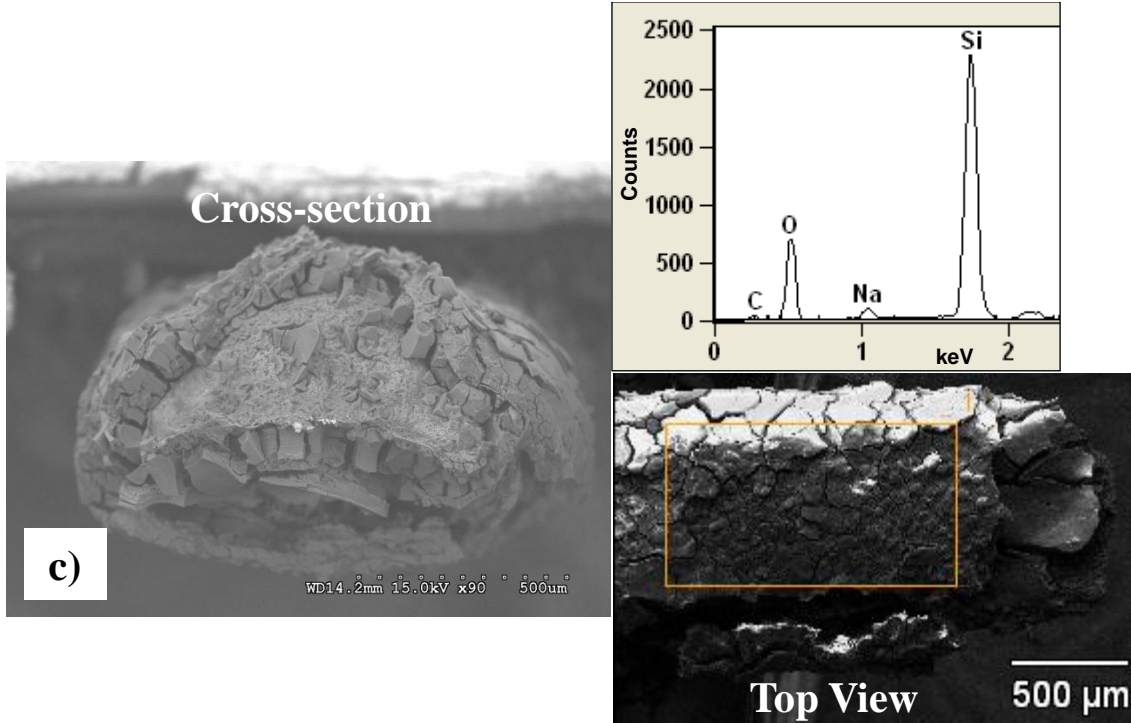 Cross-section
c)
WD14.2mm 15.0kV x90 500um
2500
2000
1500
1000
500
0
Counts
Si
O
Na
C
0 1 2
keV
1
Top View
500 μm